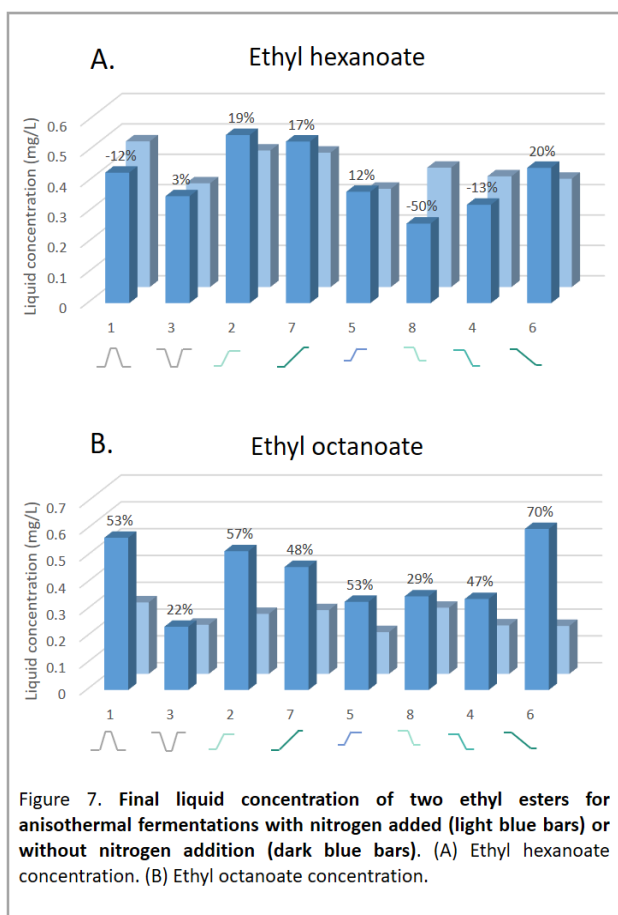 A.
Ethyl hexanoate
Liquid concentration (mg/L)
0.6
0.5
0.4
0.3
0.2
0.1
0
-12%
3%
19%
17%
12%
-50%
-13%
20%
1 3 2 7 5 8 4 6
B.
Ethyl octanoate
Liquid concentration (mg/L)
0.7
0.6
0.5
0.4
0.3
0.2
0.1
0
53%
22%
57%
48%
53%
29%
47%
70%
1 3 2 7 5 8 4 6
Figure 7. Final liquid concentration of two ethyl esters for
anisothermal fermentations with nitrogen added (light blue bars) or
without nitrogen addition (dark blue bars). (A) Ethyl hexanoate
concentration. (B) Ethyl octanoate concentration.